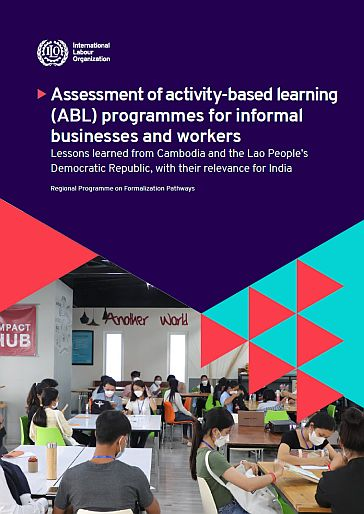 International
Labour
Organization
Assessment of activity-based learning
(ABL) programmes for informal
businesses and workers
Lessons learned from Cambodia and the Lao People's
Democratic Republic, with their relevance for India
Regional Programme on Formalization Pathways
Another World
IMPACT
HUB